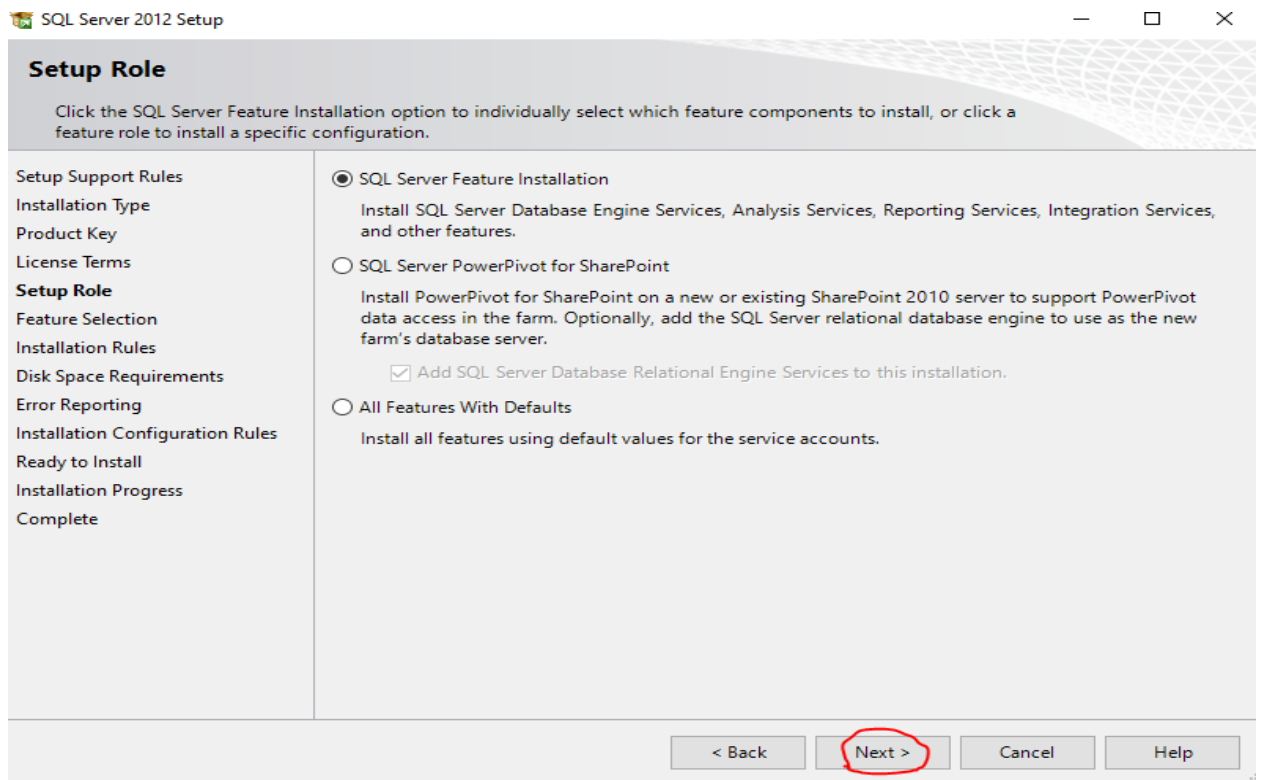 SQL Server 2012 Setup
Setup Role
Click the SQL Server Feature Installation option to individually select which feature components to install, or click a
feature role to install a specific configuration.
Setup Support Rules
Installation Type
Product Key
License Terms
Setup Role
Feature Selection
Installation Rules
Disk Space Requirements
Error Reporting
Installation Configuration Rules
Ready to Install
Installation Progress
Complete
SQL Server Feature Installation
Install SQL Server Database Engine Services, Analysis Services, Reporting Services, Integration Services,
and other features.
SQL Server PowerPivot for SharePoint
Install PowerPivot for SharePoint on a new or existing SharePoint 2010 server to support PowerPivot
data access in the farm. Optionally, add the SQL Server relational database engine to use as the new
farm's database server.
Add SQL Server Database Relational Engine Services to this installation.
All Features With Defaults
Install all features using default values for the service accounts.
< Back
Next >
Cancel
Help